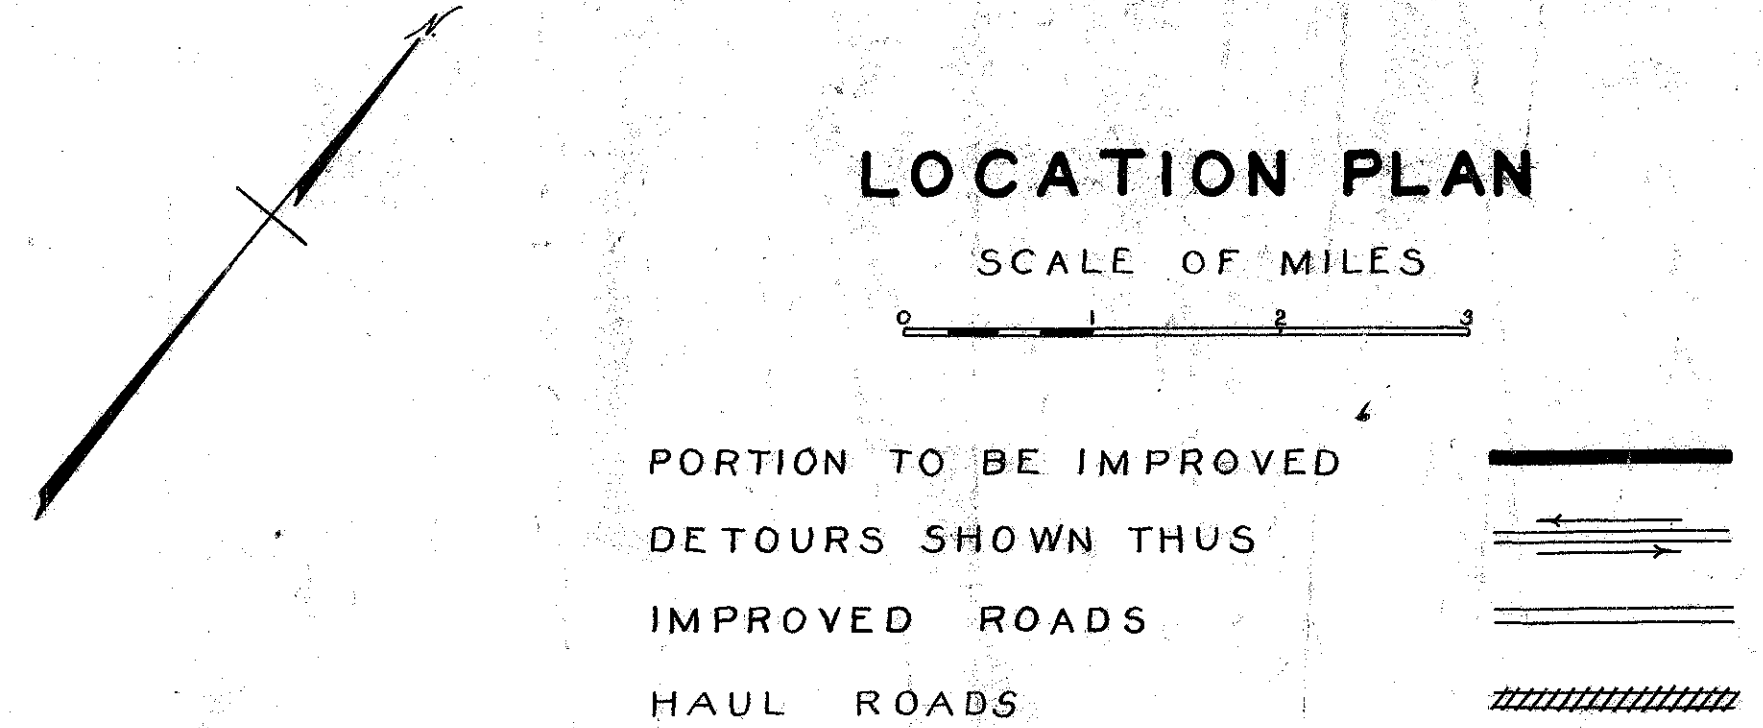 N
LOCATION PLAN
SCALE OF MILES
0 1 2 3
PORTION TO BE IMPROVED
DETOURS SHOWN THUS
IMPROVED ROADS
HAUL ROADS